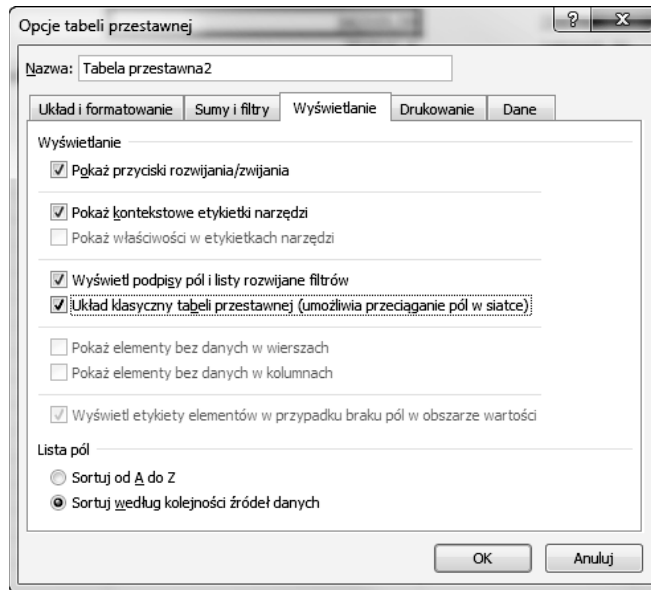 Opcje tabeli przestawnej
Nazwa: Tabela przestawna2
Układ i formatowanie Sumy i filtry Wyświetlanie Drukowanie Dane
Wyświetlanie
Pokaż przyciski rozwijania/zwijania
Pokaż kontekstowe etykietki narzędzi
Pokaż właściwości w etykietkach narzędzi
Wyświetl podpisy pól i listy rozwijane filtrów
Układ klasyczny tabeli przestawnej (umożliwia przeciąganie pól w siatce)
Pokaż elementy bez danych w wierszach
Pokaż elementy bez danych w kolumnach
Wyświetl etykiety elementów w przypadku braku pól w obszarze wartości
Lista pól
Sortuj od A do Z
Sortuj według kolejności źródeł danych
OK Anuluj